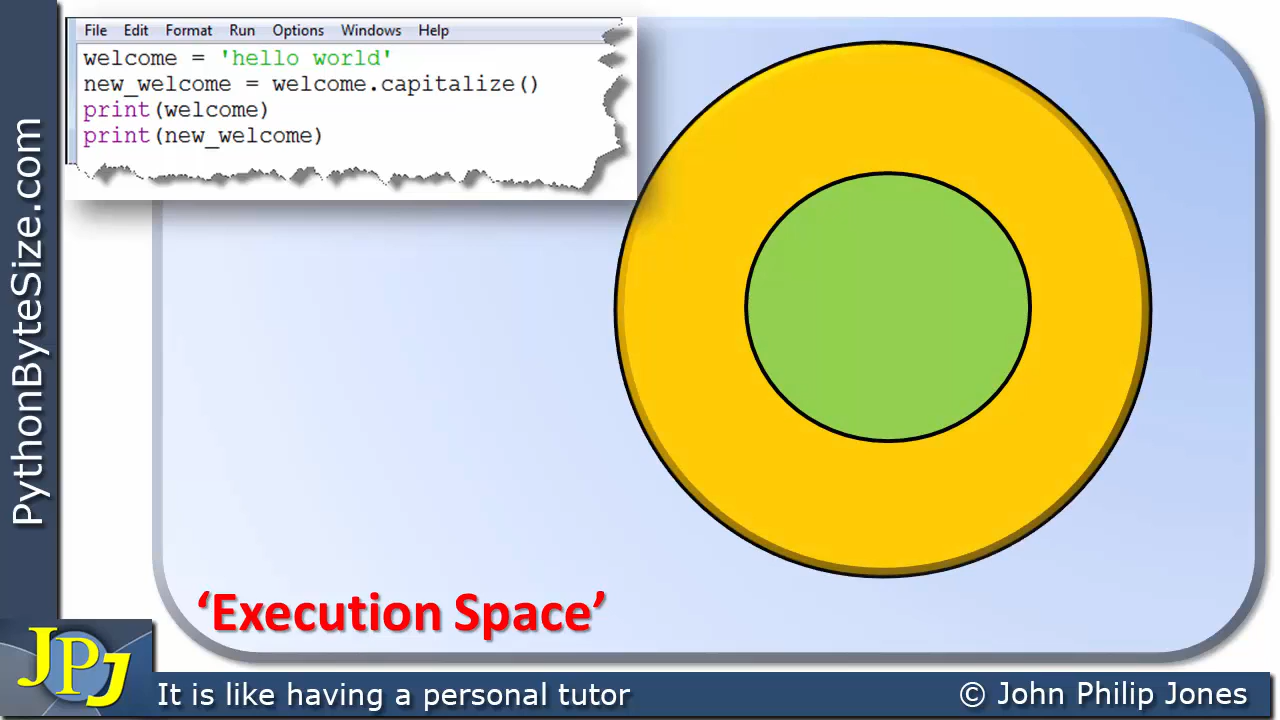 File Edit Format Run Options Windows Help
welcome = 'hello world'
new_welcome = welcome.capitalize()
print(welcome)
print(new_welcome)
PythonByteSize.com
‘Execution Space’
JPJ
It is like having a personal tutor
© John Philip Jones